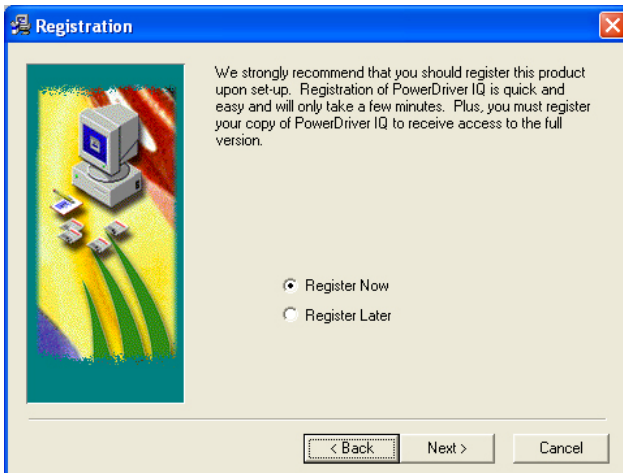 Registration
We strongly recommend that you should register this product
upon set-up. Registration of PowerDriver IQ is quick and
easy and will only take a few minutes. Plus, you must register
your copy of PowerDriver IQ to receive access to the full
version.
Register Now
Register Later
< Back
Next >
Cancel